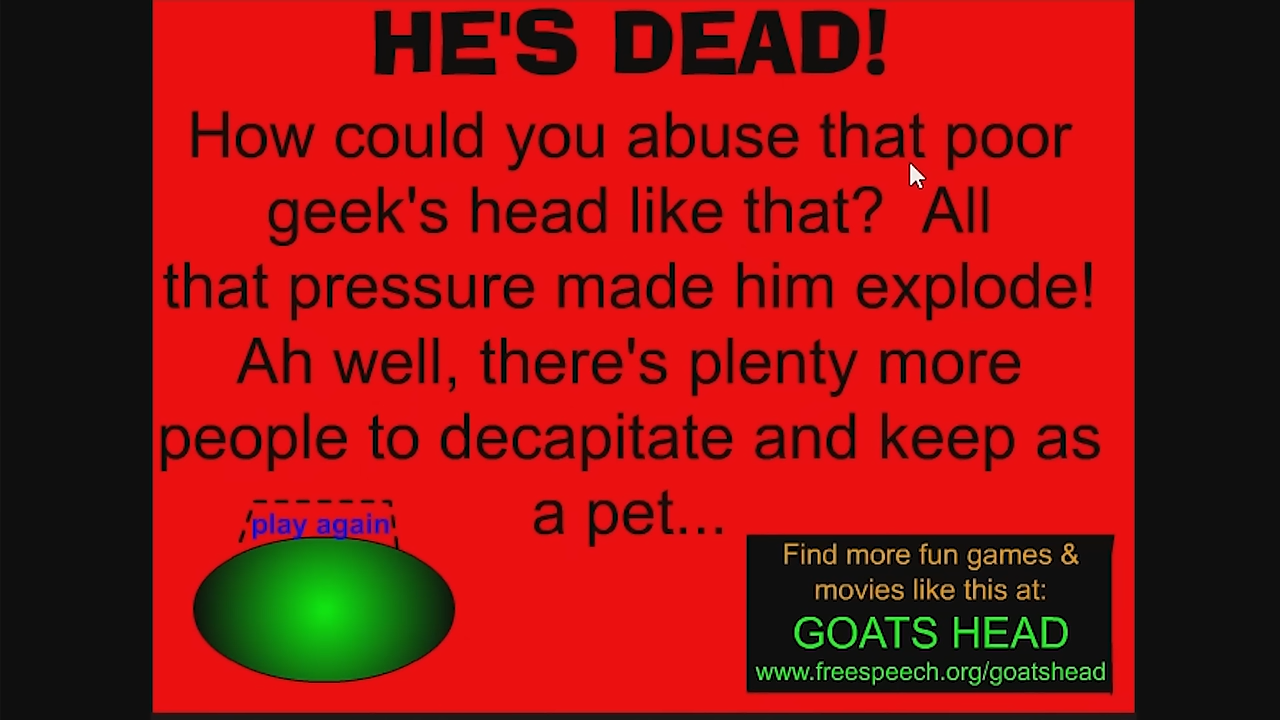 HE'S DEAD!
How could you abuse that poor
geek's head like that? All
that pressure made him explode!
Ah well, there's plenty more
people to decapitate and keep as
a pet...
play again
Find more fun games &
movies like this at:
GOATS HEAD
www.freespeech.org/goatshead